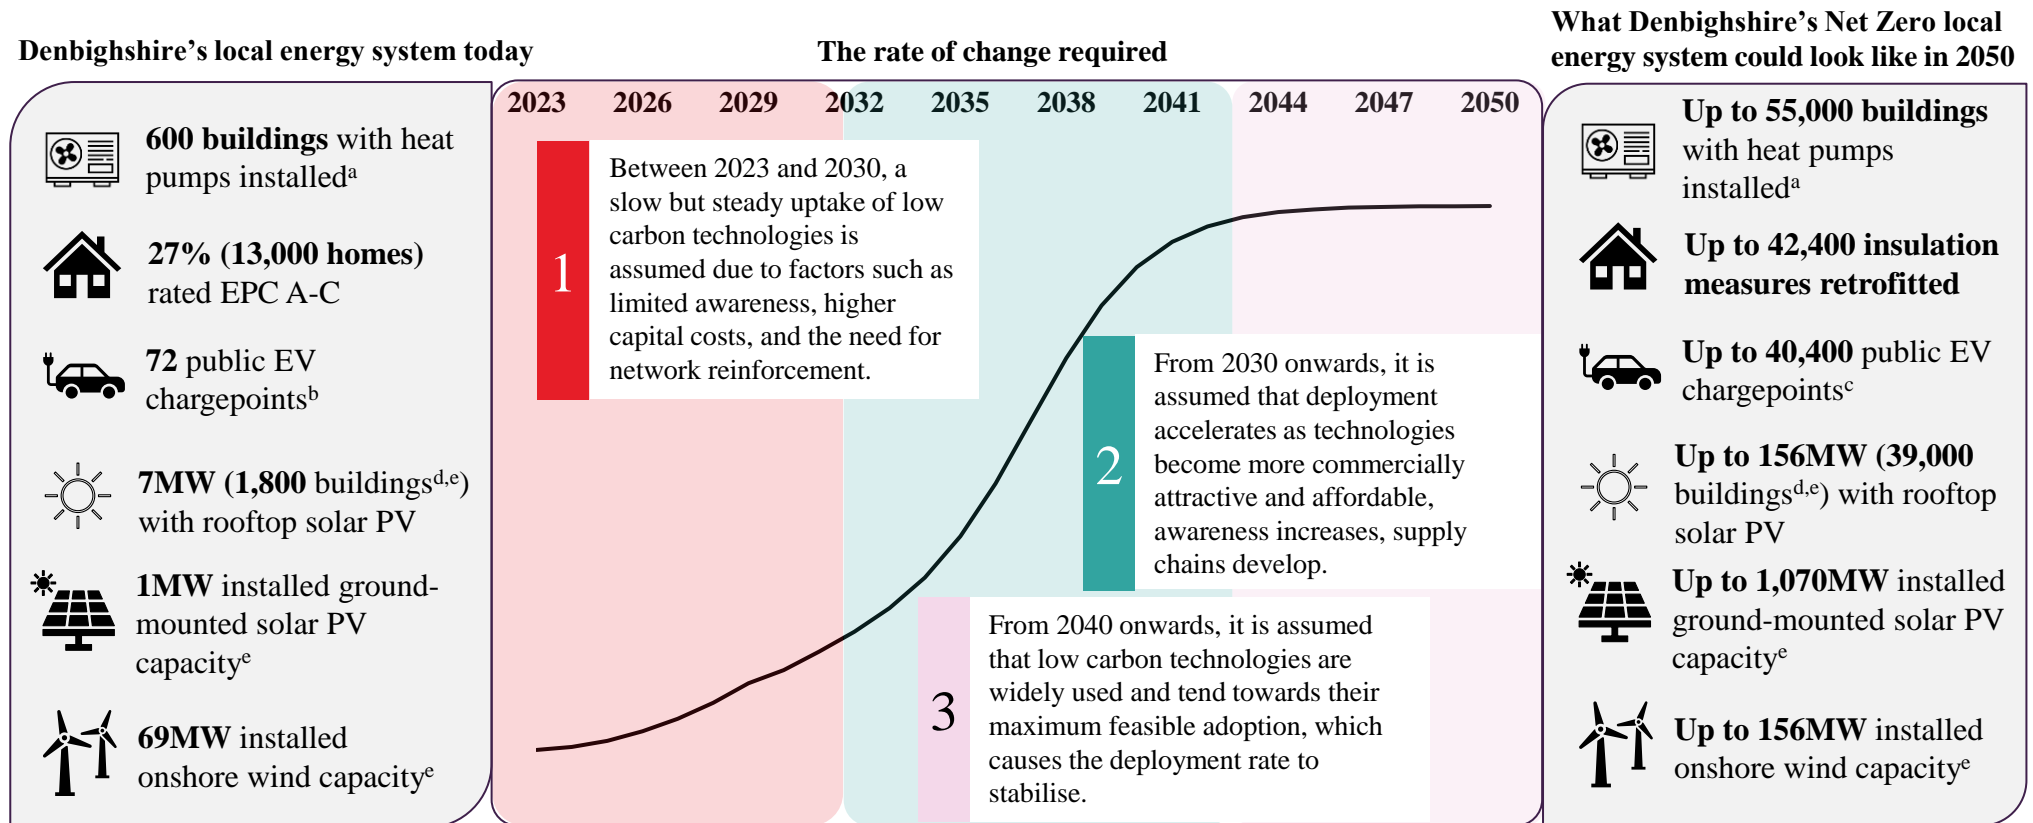 Denbighshire's local energy system today
600 buildings with heat
pumps installedᵃ
27% (13,000 homes)
rated EPC A-C
72 public EV
chargepointsᵇ
7MW (1,800 buildingsᵈ,ᵉ)
with rooftop solar PV
1MW installed ground-
mounted solar PV
capacityᵉ
69MW installed
onshore wind capacityᵉ
The rate of change required
2023 2026 2029 2032 2035 2038 2041 2044 2047 2050
1
Between 2023 and 2030, a
slow but steady uptake of low
carbon technologies is
assumed due to factors such as
limited awareness, higher
capital costs, and the need for
network reinforcement.
2
From 2030 onwards, it is
assumed that deployment
accelerates as technologies
become more commercially
attractive and affordable,
awareness increases, supply
chains develop.
3
From 2040 onwards, it is assumed
that low carbon technologies are
widely used and tend towards their
maximum feasible adoption, which
causes the deployment rate to
stabilise.
What Denbighshire's Net Zero local
energy system could look like in 2050
Up to 55,000 buildings
with heat pumps
installedᵃ
Up to 42,400 insulation
measures retrofitted
Up to 40,400 public EV
chargepointsᶜ
Up to 156MW (39,000
buildingsᵈ,ᵉ) with rooftop
solar PV
Up to 1,070MW installed
ground-mounted solar PV
capacityᵉ
Up to 156MW installed
onshore wind capacityᵉ